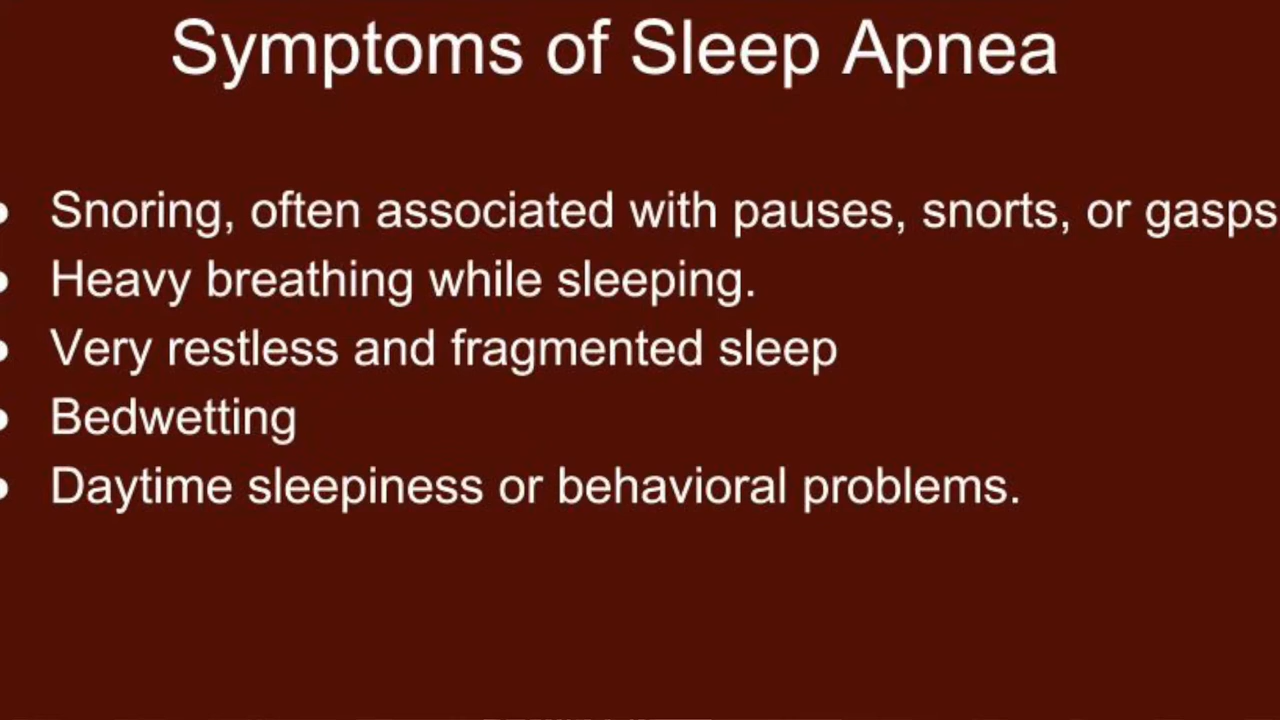 Symptoms of Sleep Apnea
• Snoring, often associated with pauses, snorts, or gasps
• Heavy breathing while sleeping.
• Very restless and fragmented sleep
• Bedwetting
• Daytime sleepiness or behavioral problems.